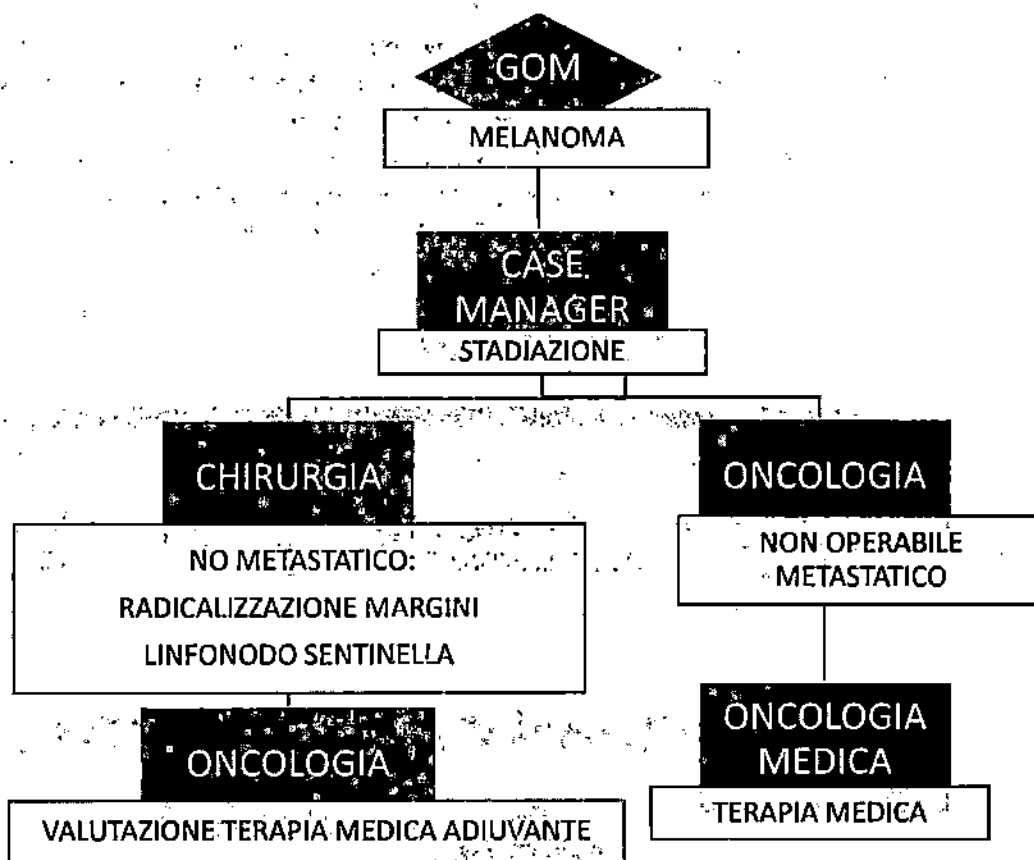 GOM
MELANOMA
CASE
MANAGER
STADIAZIONE
CHIRURGIA
NO METASTATICO:
RADICALIZZAZIONE MARGINI
LINFONODO SENTINELLA
ONCOLOGIA
VALUTAZIONE TERAPIA MEDICA ADIUVANTE
ONCOLOGIA
NON OPERABILE
METASTATICO
ONCOLOGIA
MEDICA
TERAPIA MEDICA